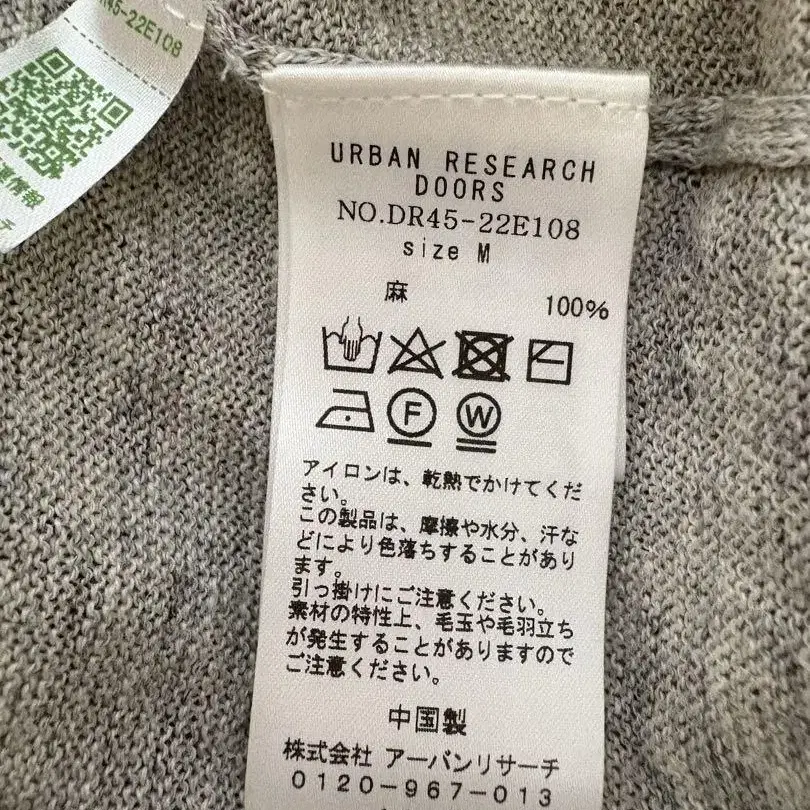 R45-22E108
URBAN RESEARCH
DOORS
NO.DR45-22E108
size M
麻 100%
F W
アイロンは、乾熱でかけてくだ
さい。
この製品は、摩擦や水分、汗な
どにより色落ちすることがあり
ます。
引っ掛けにご注意ください。
素材の特性上、毛玉や毛羽立ち
が発生することがありますので
ご注意ください。
中国製
株式会社 アーバンリサーチ
0120-967-013